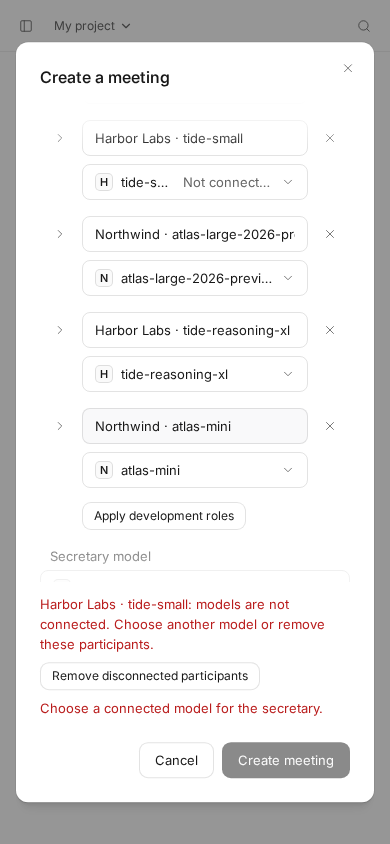 My project
Create a meeting
Harbor Labs · tide-small
H tide-s... Not connect...
Northwind · atlas-large-2026-pr
N atlas-large-2026-previ...
Harbor Labs · tide-reasoning-xl
H tide-reasoning-xl
Northwind · atlas-mini
N atlas-mini
Apply development roles
Secretary model
Harbor Labs · tide-small: models are not
connected. Choose another model or remove
these participants.
Remove disconnected participants
Choose a connected model for the secretary.
Cancel
Create meeting